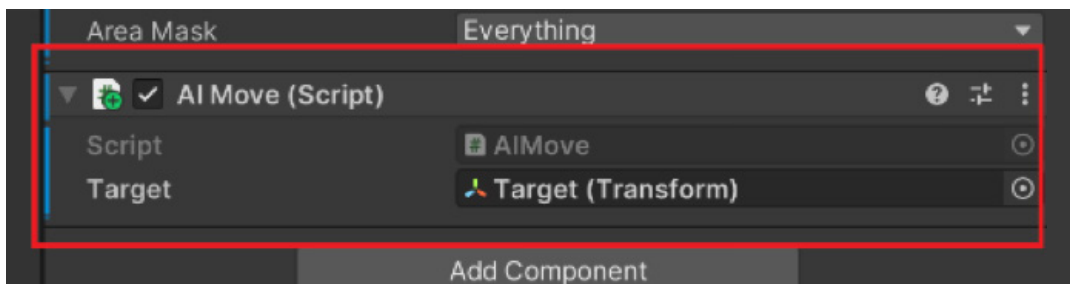 Area Mask Everything
# AI Move (Script) ?
Script # AIMove
Target Target (Transform)
Add Component